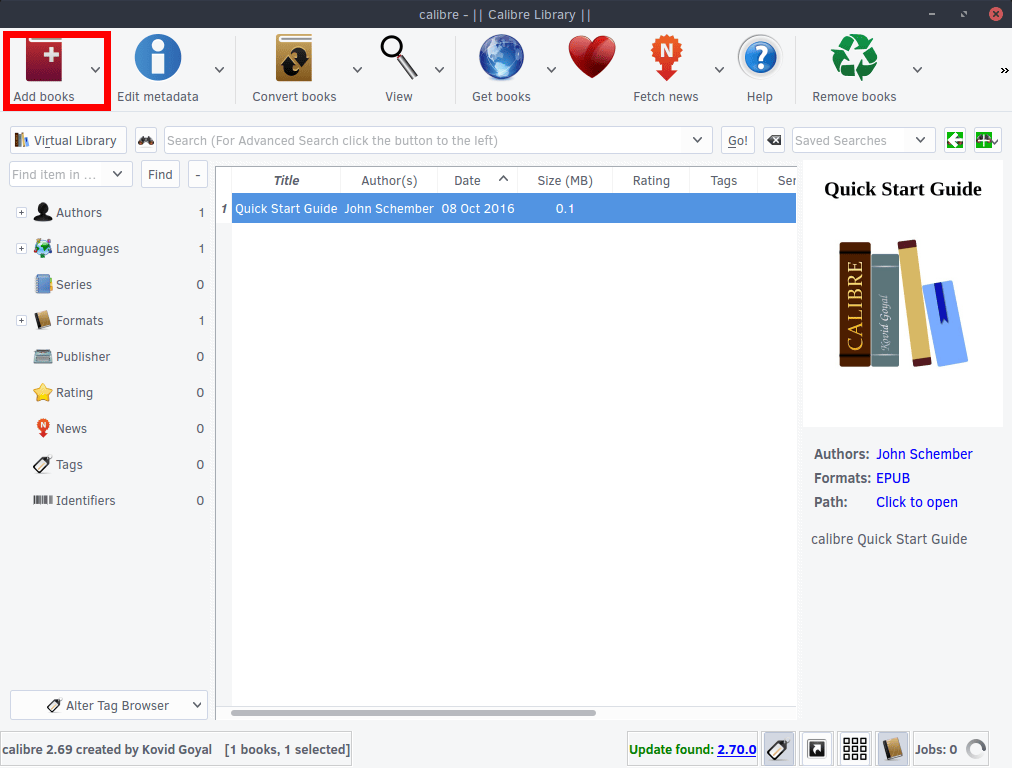 calibre - || Calibre Library ||
Add books
Edit metadata
Convert books
View
Get books
N
Fetch news
Help
Remove books
Virtual Library
Search (For Advanced Search click the button to the left)
Go!
Saved Searches
Find item in ...
Find
-
Title Author(s) Date Size (MB) Rating Tags Ser
1 Quick Start Guide John Schember 08 Oct 2016 0.1
Authors 1
Languages 1
Series 0
Formats 1
Publisher 0
Rating 0
N News 0
Tags 0
Identifiers 0
Alter Tag Browser
Quick Start Guide
CALIBRE
Kovid Goyal
Authors: John Schember
Formats: EPUB
Path: Click to open
calibre Quick Start Guide
calibre 2.69 created by Kovid Goyal [1 books, 1 selected]
Update found: 2.70.0
Jobs: 0